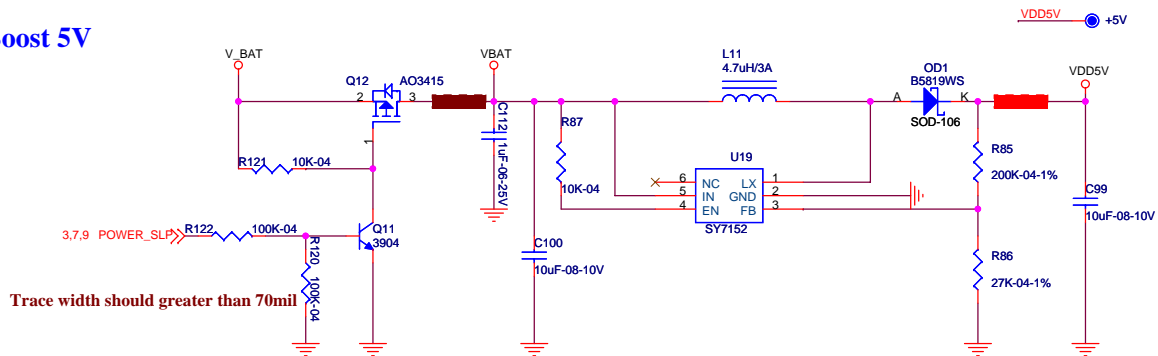 VDD5V
+5V
Boost 5V
V_BAT
VBAT
L11
4.7uH/3A
Q12
AO3415
OD1
B5819WS
VDD5V
2
3
A
K
SOD-106
1
C112
1uF-06-25V
R87
10K-04
U19
R85
200K-04-1%
R121
10K-04
6
NC
LX
1
5
IN
GND
2
4
EN
FB
3
SY7152
C99
10uF-08-10V
3,7,9
POWER_SLP
R122
100K-04
Q11
3904
R120
100K-04
C100
10uF-08-10V
R86
27K-04-1%
Trace width should greater than 70mil